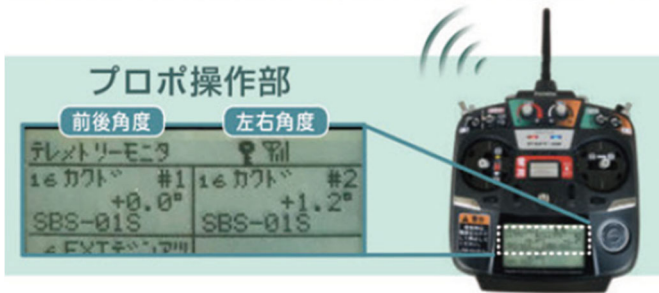 プロポ操作部
前後角度 左右角度
テレメトリーモニタ
16 カクド #1 16 カクド #2
+0.0° +1.2°
SBS-01S SBS-01S